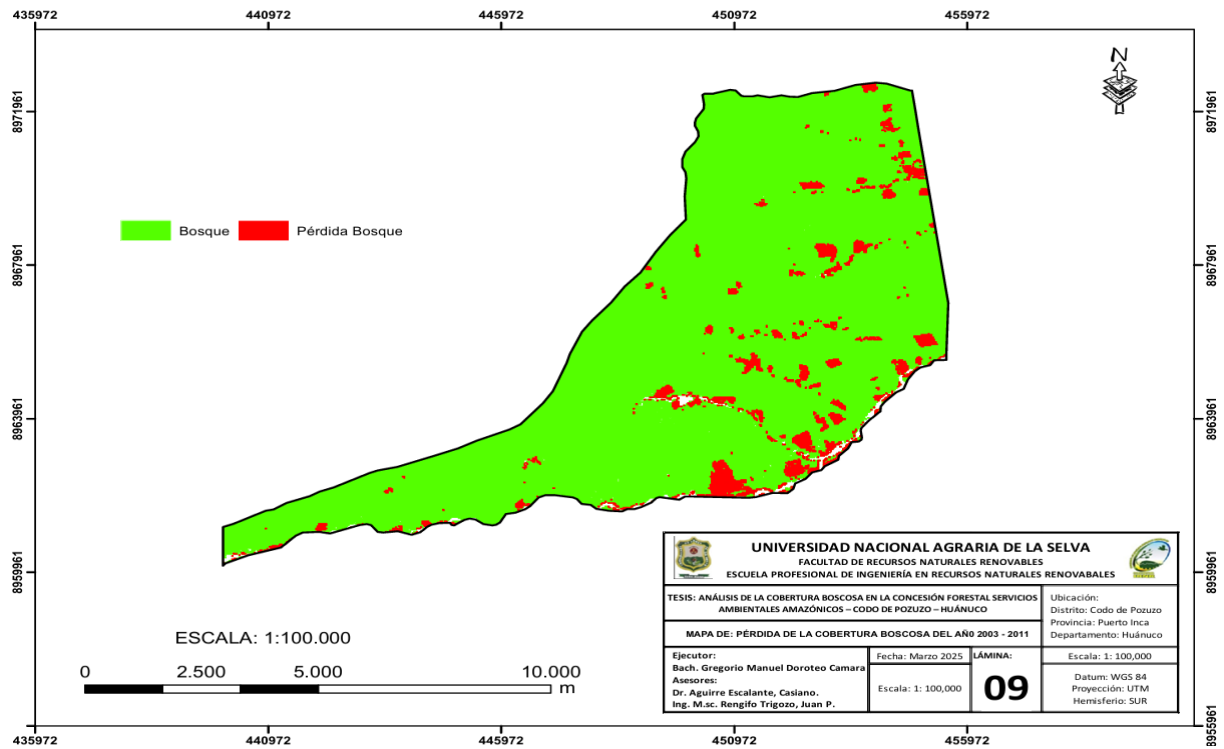 435972 440972 445972 450972 455972
N
8971961 8971961
Bosque Pérdida Bosque
8967961 8967961
8963961 8963961
UNIVERSIDAD NACIONAL AGRARIA DE LA SELVA
FACULTAD DE RECURSOS NATURALES RENOVABLES
ESCUELA PROFESIONAL DE INGENIERÍA EN RECURSOS NATURALES RENOVABALES
8959961 8959961
TESIS: ANÁLISIS DE LA COBERTURA BOSCOSA EN LA CONCESIÓN FORESTAL SERVICIOS
AMBIENTALES AMAZÓNICOS – CODO DE POZUZO – HUÁNUCO
Ubicación:
Distrito: Codo de Pozuzo
Provincia: Puerto Inca
Departamento: Huánuco
MAPA DE: PÉRDIDA DE LA COBERTURA BOSCOSA DEL AÑ0 2003 - 2011
Ejecutor:
Bach. Gregorio Manuel Doroteo Camara
Asesores:
Dr. Aguirre Escalante, Casiano.
Ing. M.sc. Rengifo Trigozo, Juan P.
Fecha: Marzo 2025
Escala: 1: 100,000
LÁMINA:
09
Escala: 1: 100,000
Datum: WGS 84
Proyección: UTM
Hemisferio: SUR
ESCALA: 1:100.000
0 2.500 5.000 10.000
m
8955961
435972 440972 445972 450972 455972